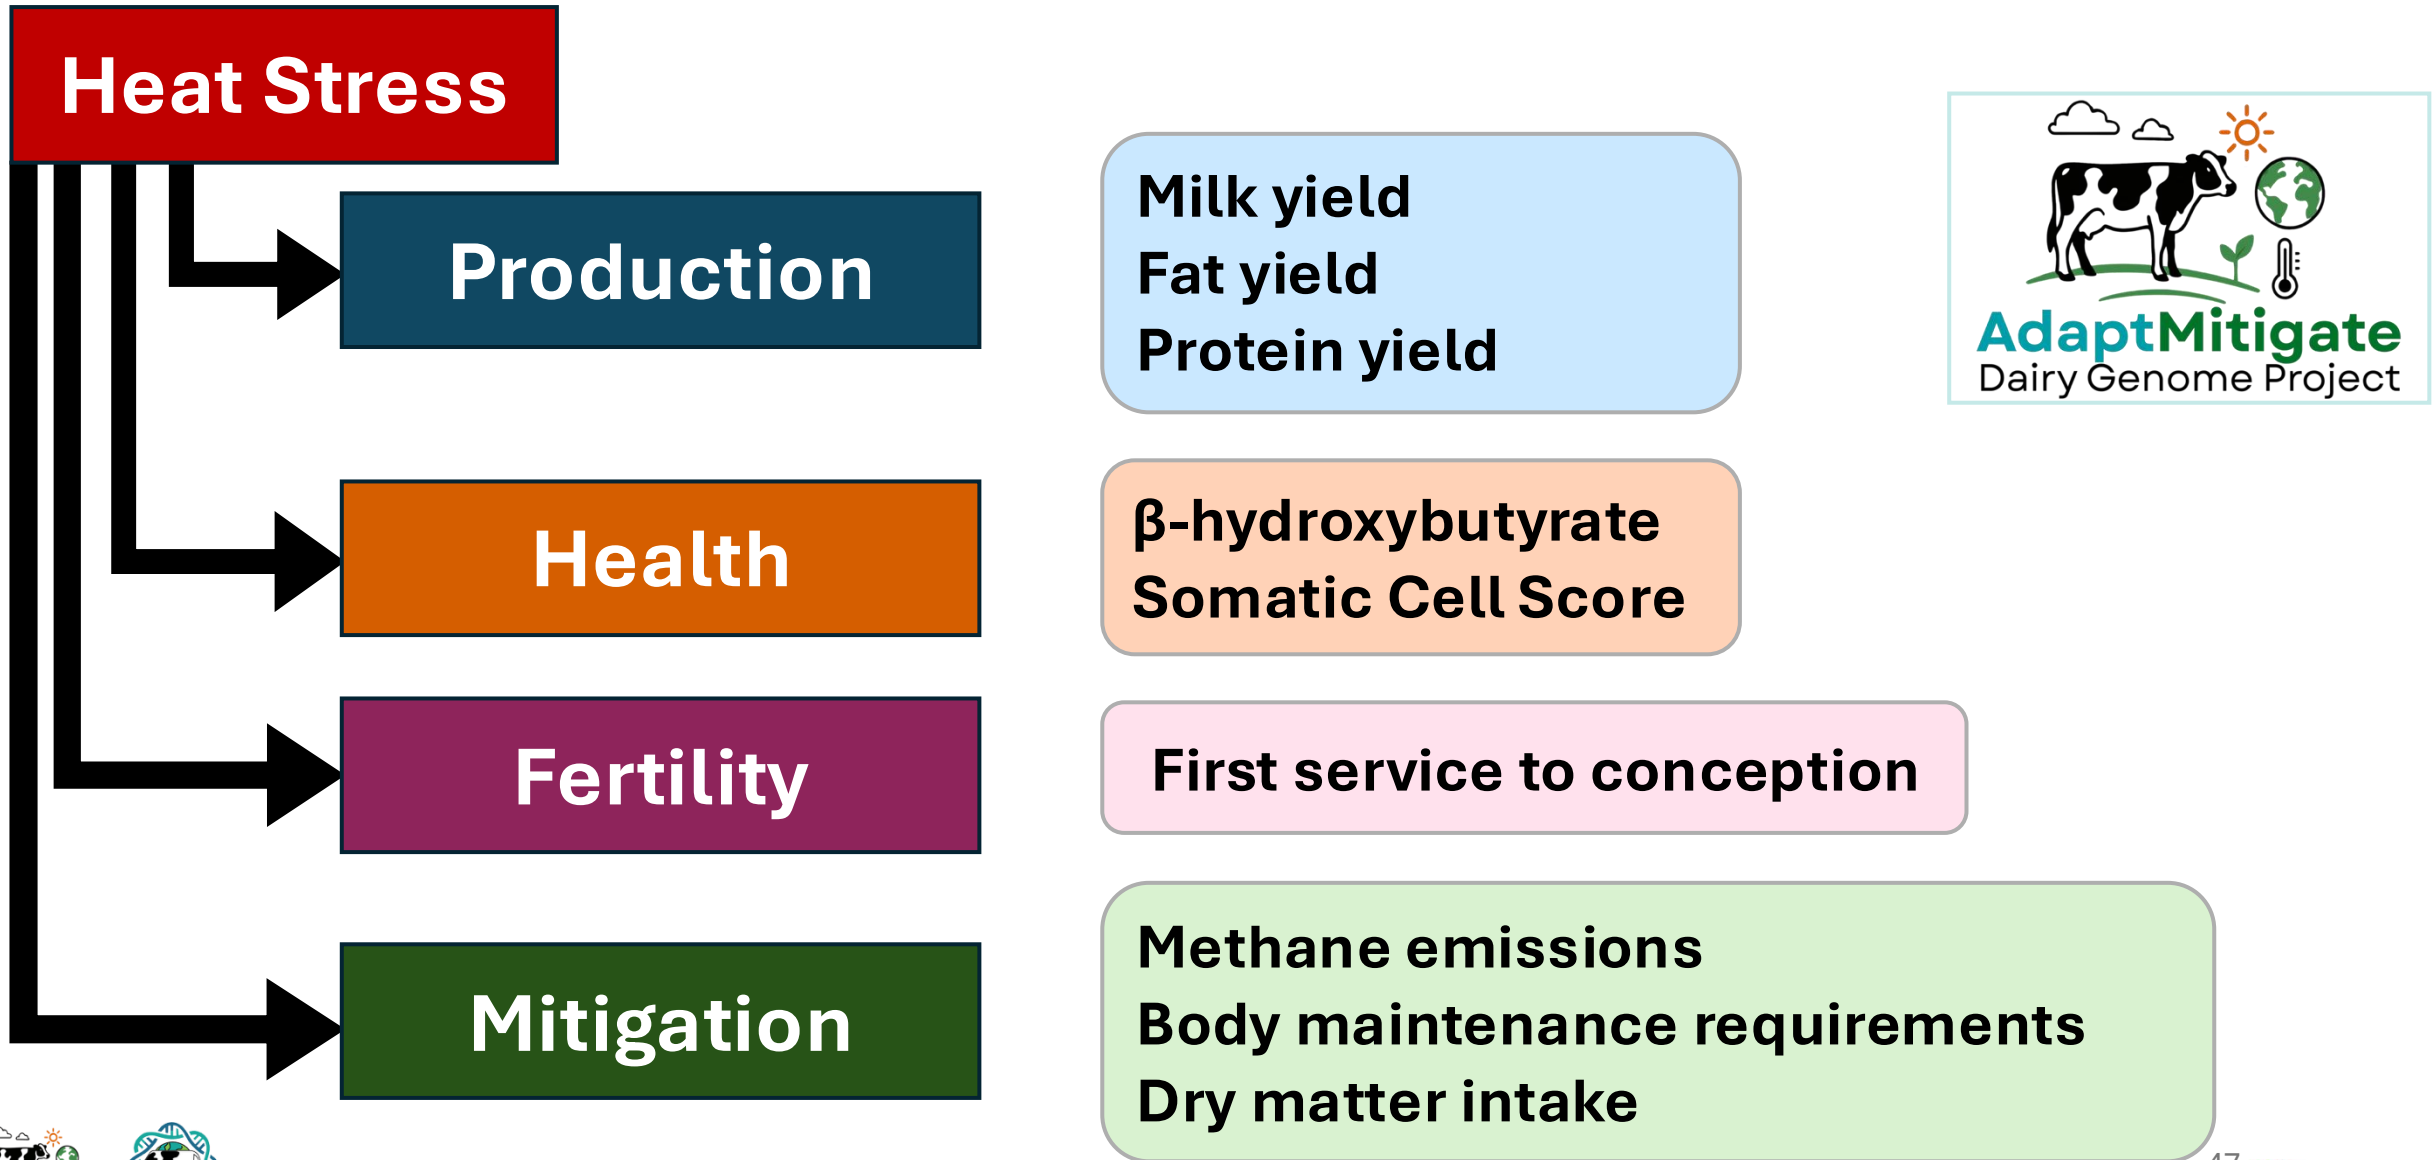 Heat Stress
Production
Milk yield
Fat yield
Protein yield
AdaptMitigate
Dairy Genome Project
Health
β-hydroxybutyrate
Somatic Cell Score
Fertility
First service to conception
Mitigation
Methane emissions
Body maintenance requirements
Dry matter intake
47